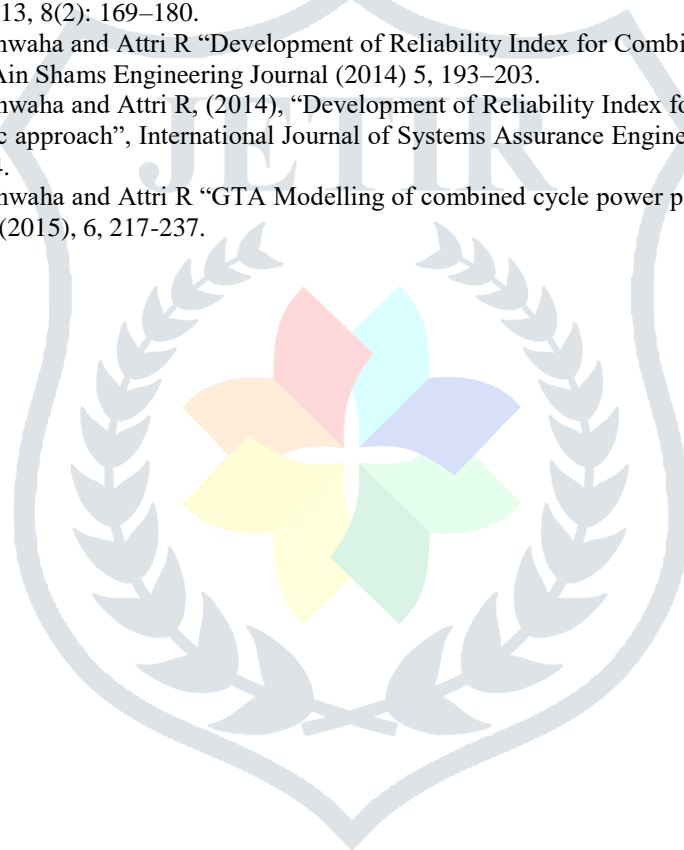 13, 8(2): 169–180.
nwaha and Attri R “Development of Reliability Index for Combi
Ain Shams Engineering Journal (2014) 5, 193–203.
nwaha and Attri R, (2014), “Development of Reliability Index fo
c approach”, International Journal of Systems Assurance Engine
4.
nwaha and Attri R “GTA Modelling of combined cycle power p
(2015), 6, 217-237.
JETIR